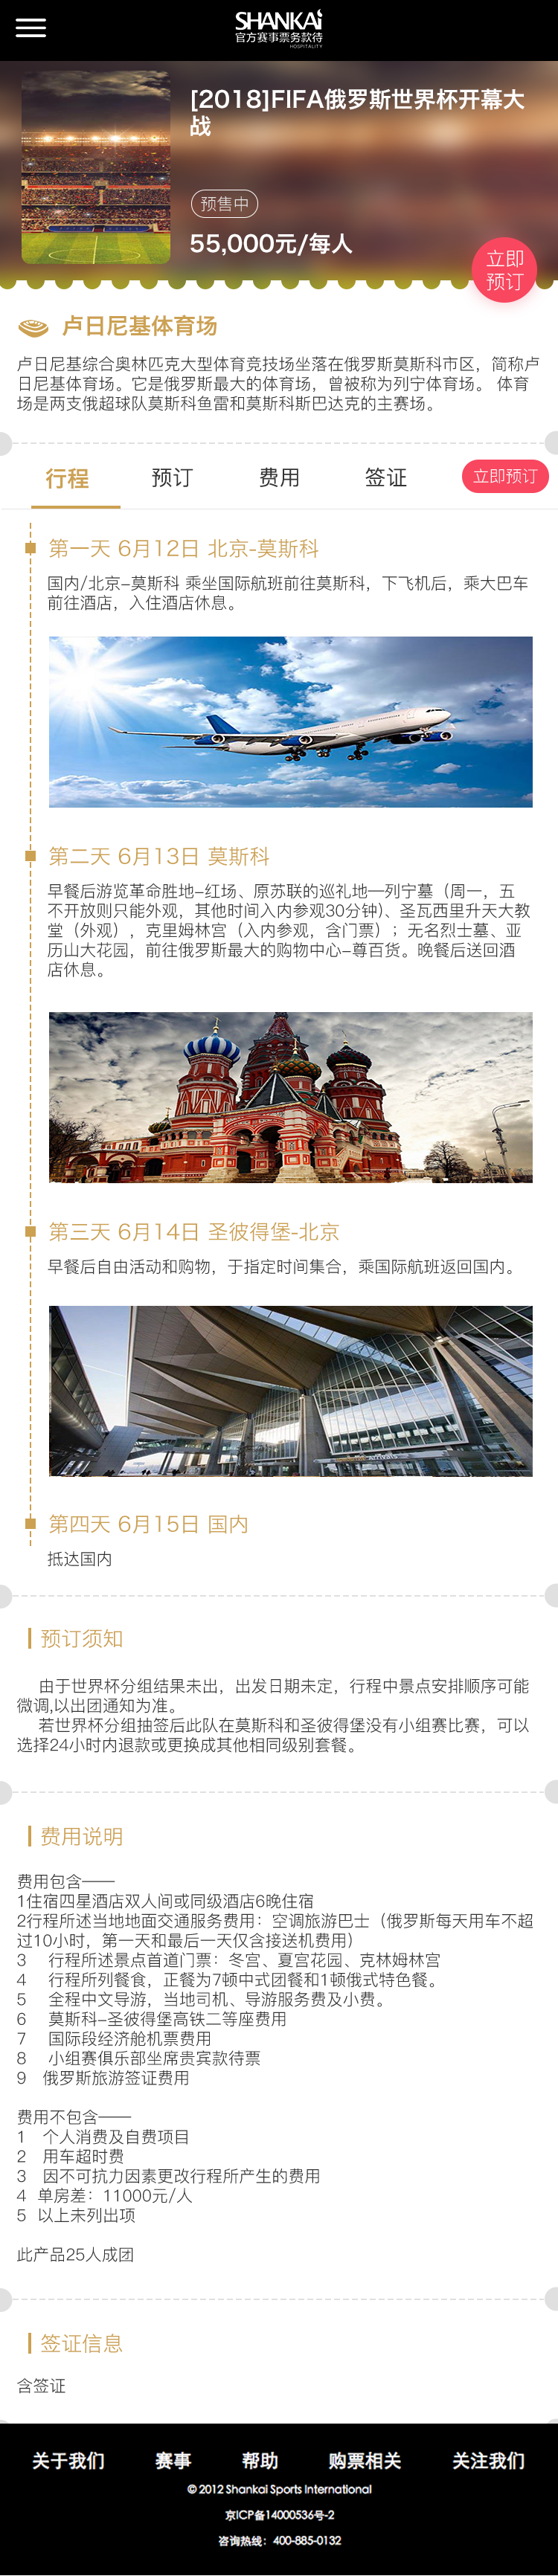 SHANKAI
官方赛事票务款待
HOSPITALITY
[2018]FIFA俄罗斯世界杯开幕大
战
预售中
55,000元/每人
立即
预订
卢日尼基体育场
卢日尼基综合奥林匹克大型体育竞技场坐落在俄罗斯莫斯科市区，简称卢
日尼基体育场。它是俄罗斯最大的体育场，曾被称为列宁体育场。 体育
场是两支俄超球队莫斯科鱼雷和莫斯科斯巴达克的主赛场。
行程 预订 费用 签证 立即预订
第一天 6月12日 北京-莫斯科
国内/北京–莫斯科 乘坐国际航班前往莫斯科，下飞机后，乘大巴车
前往酒店，入住酒店休息。
第二天 6月13日 莫斯科
早餐后游览革命胜地–红场、原苏联的巡礼地—列宁墓（周一，五
不开放则只能外观，其他时间入内参观30分钟)、圣瓦西里升天大教
堂（外观），克里姆林宫（入内参观，含门票）；无名烈士墓、亚
历山大花园，前往俄罗斯最大的购物中心–尊百货。晚餐后送回酒
店休息。
第三天 6月14日 圣彼得堡-北京
早餐后自由活动和购物，于指定时间集合，乘国际航班返回国内。
第四天 6月15日 国内
抵达国内
预订须知
由于世界杯分组结果未出，出发日期未定，行程中景点安排顺序可能
微调,以出团通知为准。
若世界杯分组抽签后此队在莫斯科和圣彼得堡没有小组赛比赛，可以
选择24小时内退款或更换成其他相同级别套餐。
费用说明
费用包含——
1住宿四星酒店双人间或同级酒店6晚住宿
2行程所述当地地面交通服务费用：空调旅游巴士（俄罗斯每天用车不超
过10小时，第一天和最后一天仅含接送机费用）
3 行程所述景点首道门票：冬宫、夏宫花园、克林姆林宫
4 行程所列餐食，正餐为7顿中式团餐和1顿俄式特色餐。
5 全程中文导游，当地司机、导游服务费及小费。
6 莫斯科–圣彼得堡高铁二等座费用
7 国际段经济舱机票费用
8 小组赛俱乐部坐席贵宾款待票
9 俄罗斯旅游签证费用
费用不包含——
1 个人消费及自费项目
2 用车超时费
3 因不可抗力因素更改行程所产生的费用
4 单房差：11000元/人
5 以上未列出项
此产品25人成团
签证信息
含签证
关于我们 赛事 帮助 购票相关 关注我们
© 2012 Shankai Sports International
京ICP备14000536号-2
咨询热线：400-885-0132